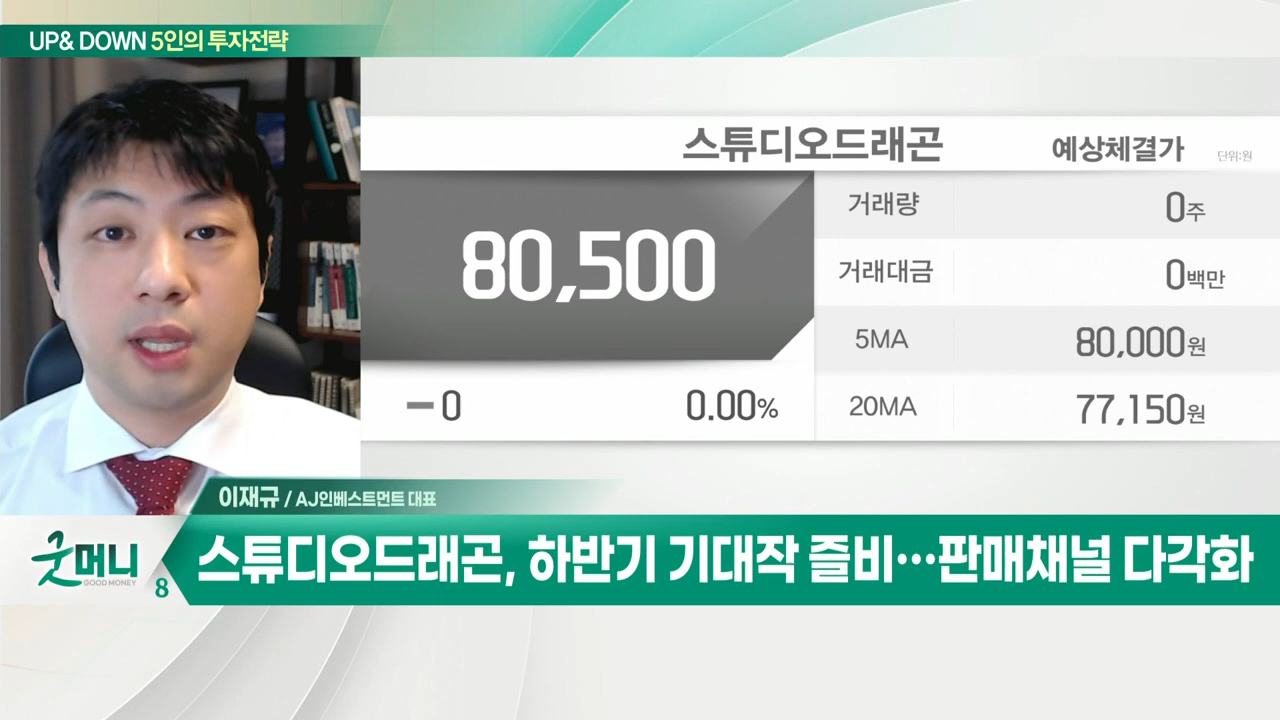 UP& DOWN 5인의 투자전략
스튜디오드래곤 예상체결가 단위:원
80,500
0 0.00%
거래량 0주
거래대금 0백만
5MA 80,000원
20MA 77,150원
이재규 / AJ인베스트먼트 대표
굿머니
GOOD MONEY
8
스튜디오드래곤, 하반기 기대작 즐비…판매채널 다각화